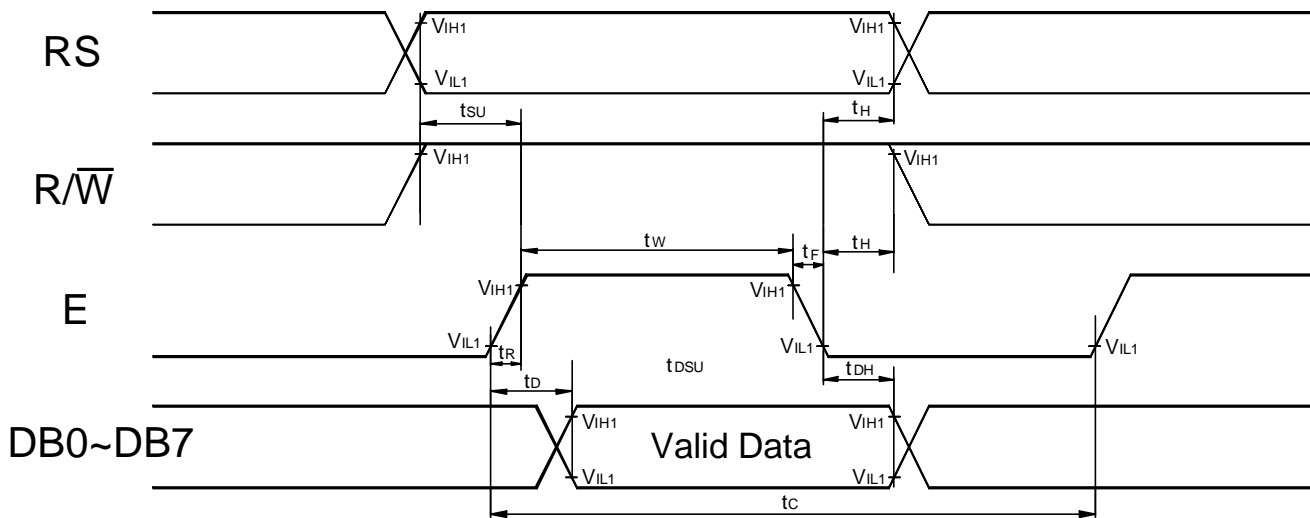 RS
VIH1
VIH1
VIL1
VIL1
tSU
tH
R/W̅
VIH1
VIH1
tW
tF
tH
E
VIH1
VIH1
VIL1
VIL1
VIL1
tR
tDSU
tDH
tD
DB0~DB7
VIH1
VIH1
Valid Data
VIL1
VIL1
tC